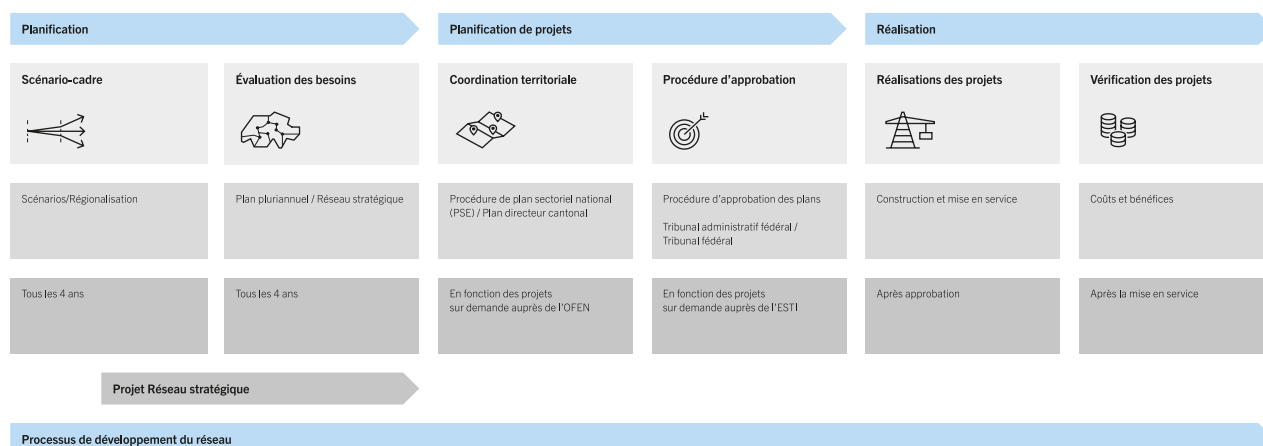 Planification
Planification de projets
Réalisation
Scénario-cadre
Évaluation des besoins
Coordination territoriale
Procédure d'approbation
Réalisations des projets
Vérification des projets
Scénarios/Régionalisation
Plan pluriannuel / Réseau stratégique
Procédure de plan sectoriel national
(PSE) / Plan directeur cantonal
Procédure d'approbation des plans
Tribunal administratif fédéral /
Tribunal fédéral
Construction et mise en service
Coûts et bénéfices
Tous les 4 ans
Tous les 4 ans
En fonction des projets
sur demande auprès de l'OFEN
En fonction des projets
sur demande auprès de l'ESTI
Après approbation
Après la mise en service
Projet Réseau stratégique
Processus de développement du réseau